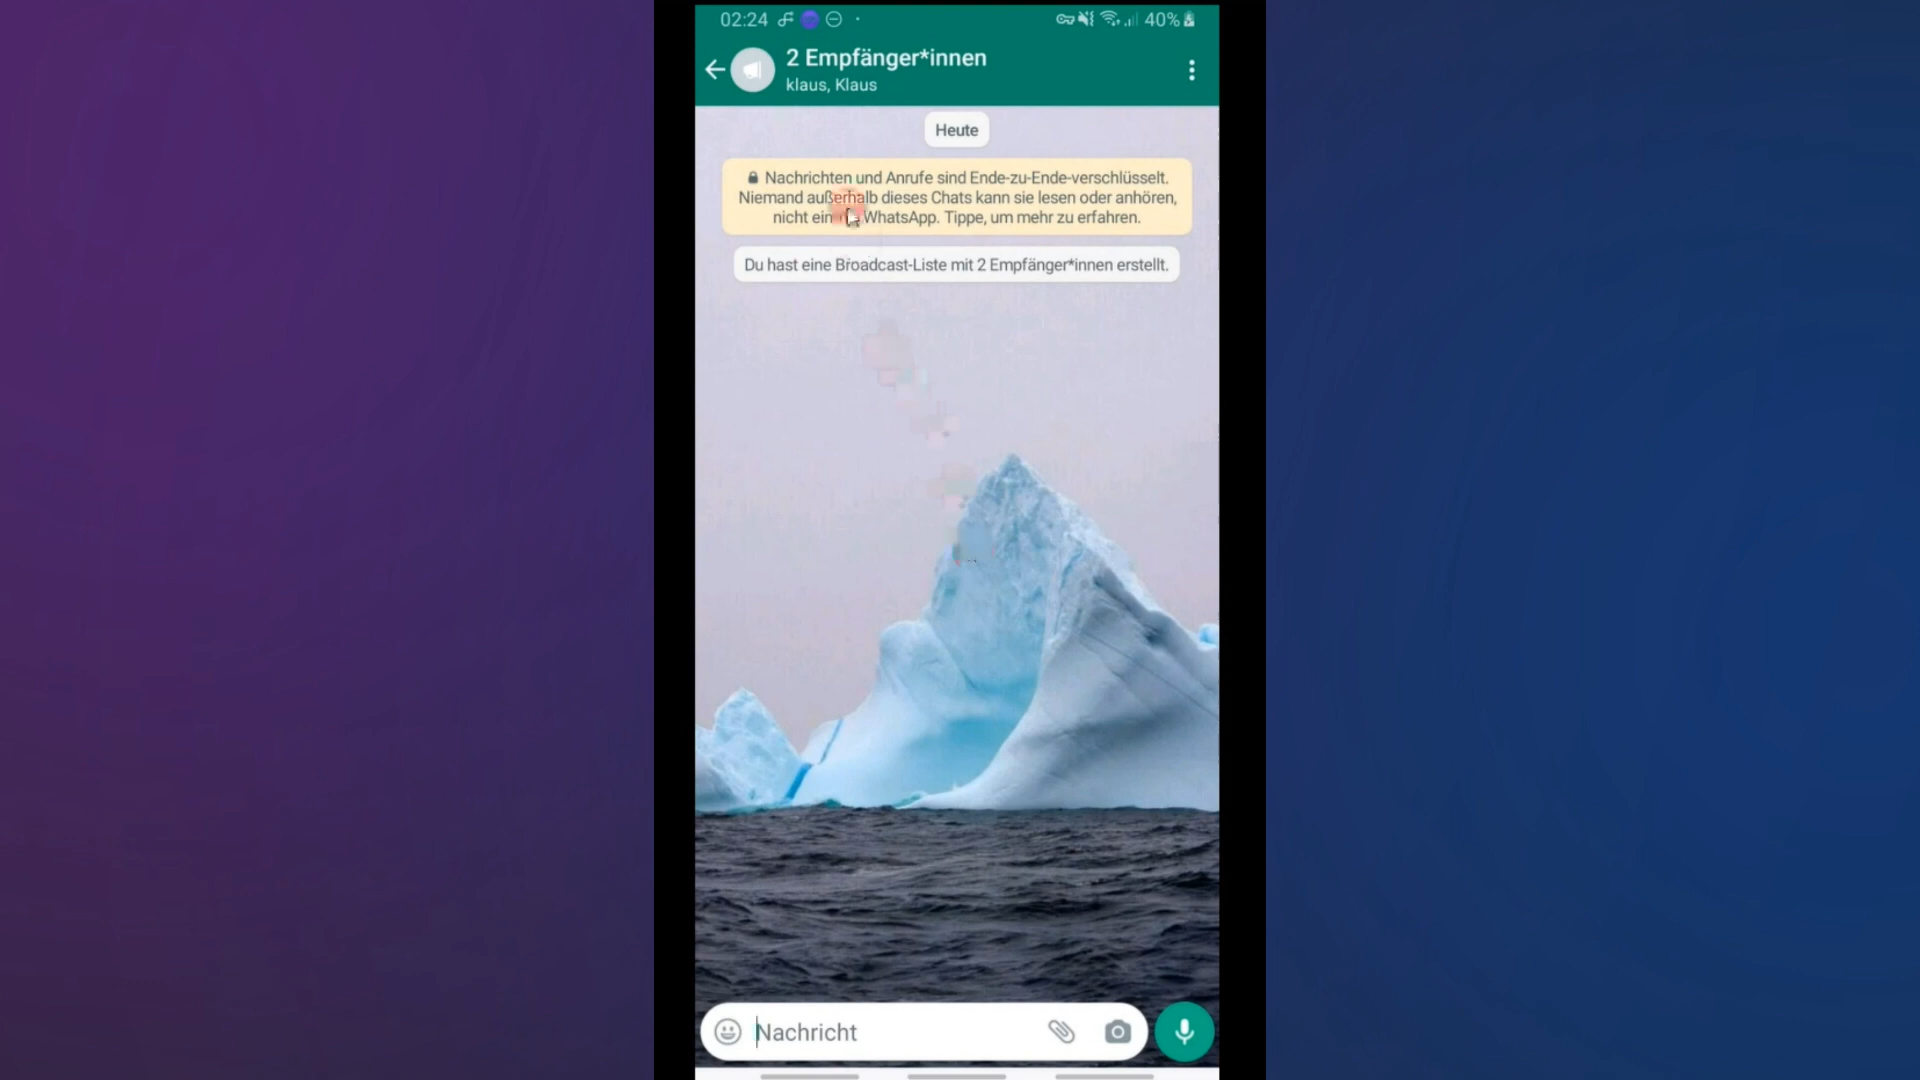 02:24
40%
2 Empfänger*innen
klaus, Klaus
Heute
Nachrichten und Anrufe sind Ende-zu-Ende-verschlüsselt.
Niemand außerhalb dieses Chats kann sie lesen oder anhören,
nicht WhatsApp. Tippe, um mehr zu erfahren.
Du hast eine Broadcast-Liste mit 2 Empfänger*innen erstellt.
Nachricht